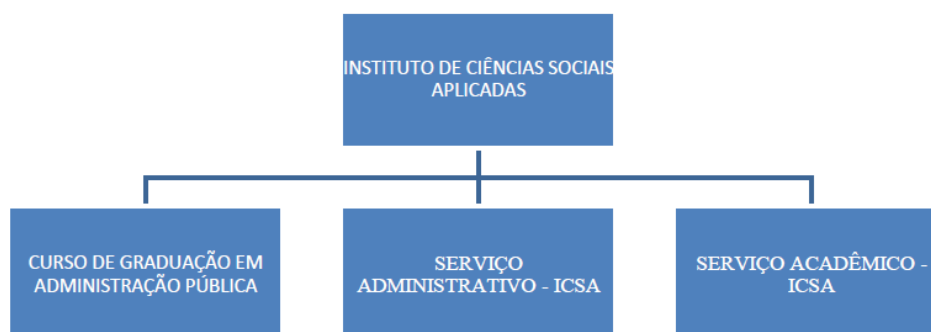 INSTITUTO DE CIÊNCIAS SOCIAIS
APLICADAS
CURSO DE GRADUAÇÃO EM
ADMINISTRAÇÃO PÚBLICA
SERVIÇO
ADMINISTRATIVO - ICSA
SERVIÇO ACADÊMICO -
ICSA